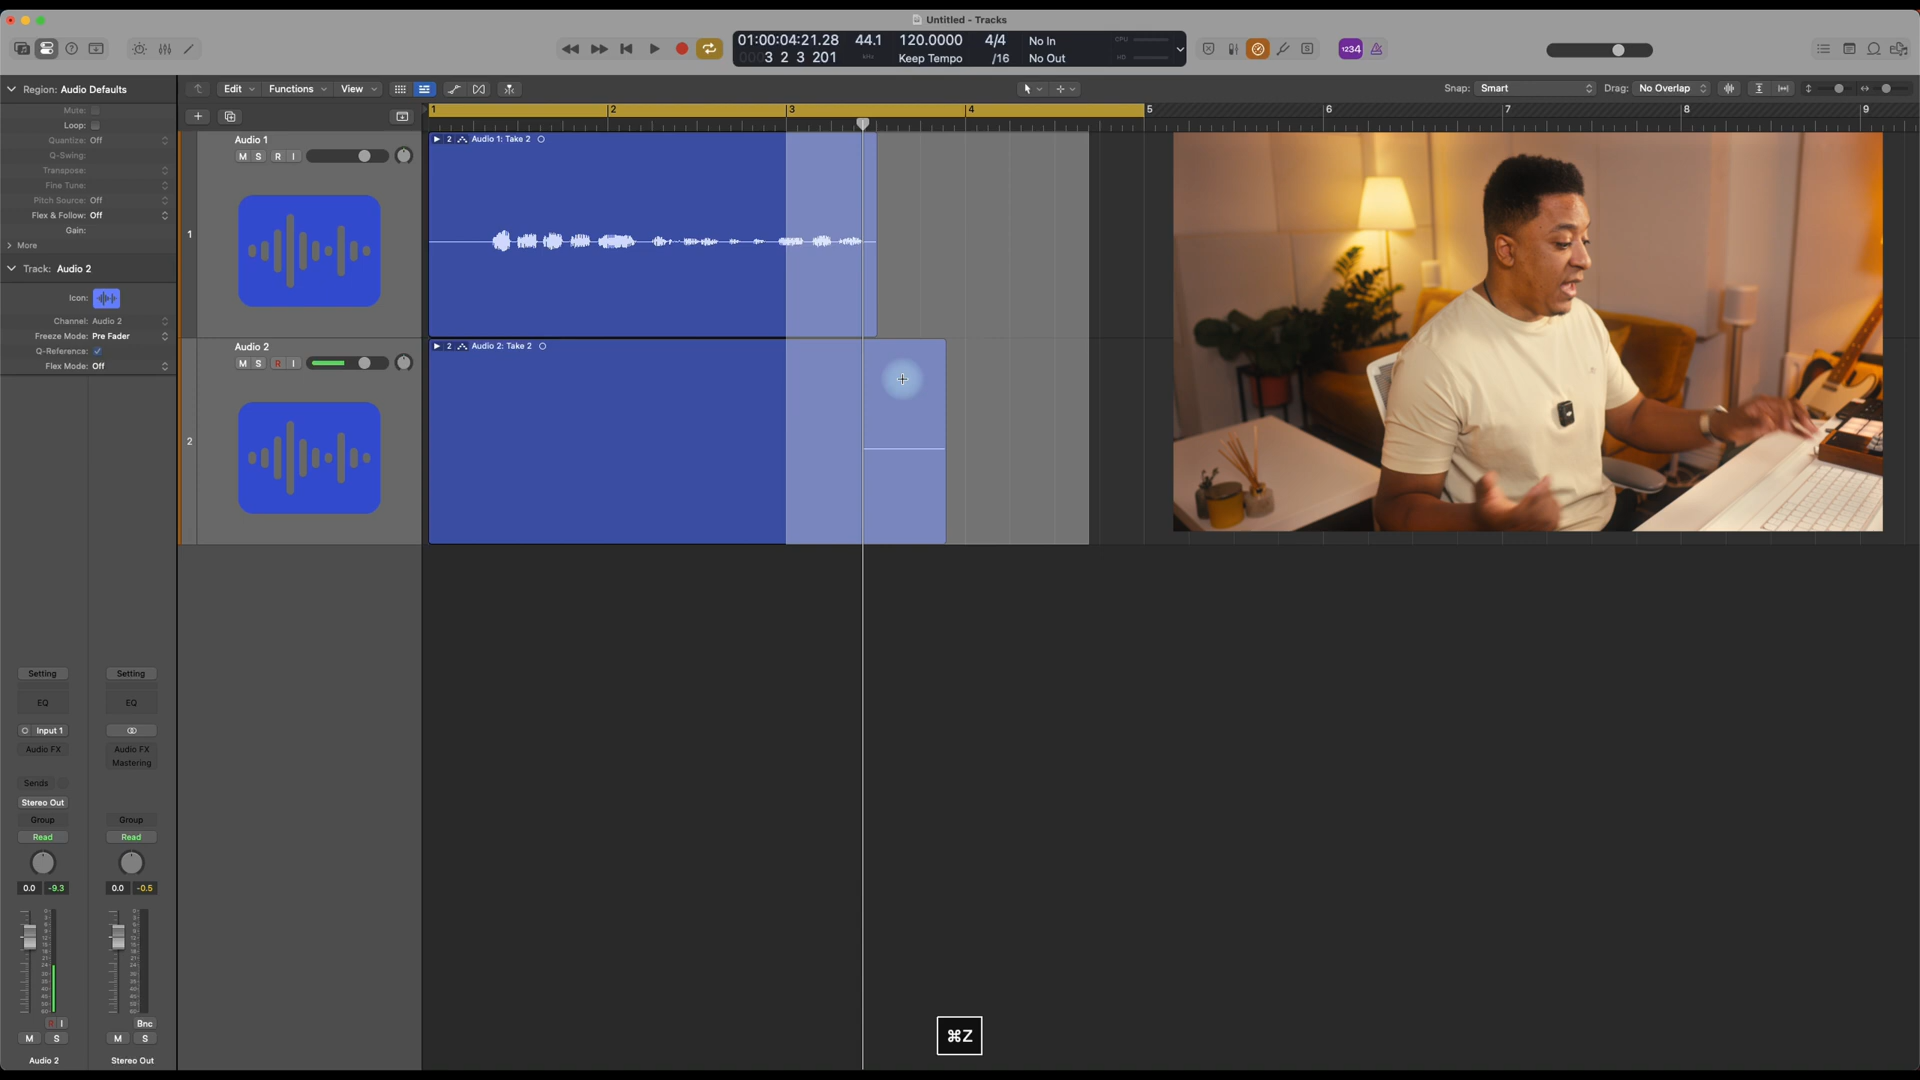 Untitled - Tracks
01:00:04:21.28
3 2 3 201
44.1
120.0000
Keep Tempo
4/4
/16
No In
No Out
CPU
HD
1234
Region: Audio Defaults
Mute:
Loop:
Quantize: Off
Q-Swing:
Transpose:
Fine Tune:
Pitch Source: Off
Flex & Follow: Off
Gain:
More
Track: Audio 2
Icon:
Channel: Audio 2
Freeze Mode: Pre Fader
Q-Reference:
Flex Mode: Off
Edit
Functions
View
Snap: Smart
Drag: No Overlap
1 2 3 4 5 6 7 8 9
1
Audio 1
M S R I
2 Audio 1: Take 2
2
Audio 2
M S R I
2 Audio 2: Take 2
Setting
Setting
EQ
EQ
Input 1
Audio FX
Audio FX
Mastering
Sends
Stereo Out
Group
Group
Read
Read
0.0 -9.3
0.0 -0.5
R I
Bnc
M S
M S
Audio 2
Stereo Out
⌘Z